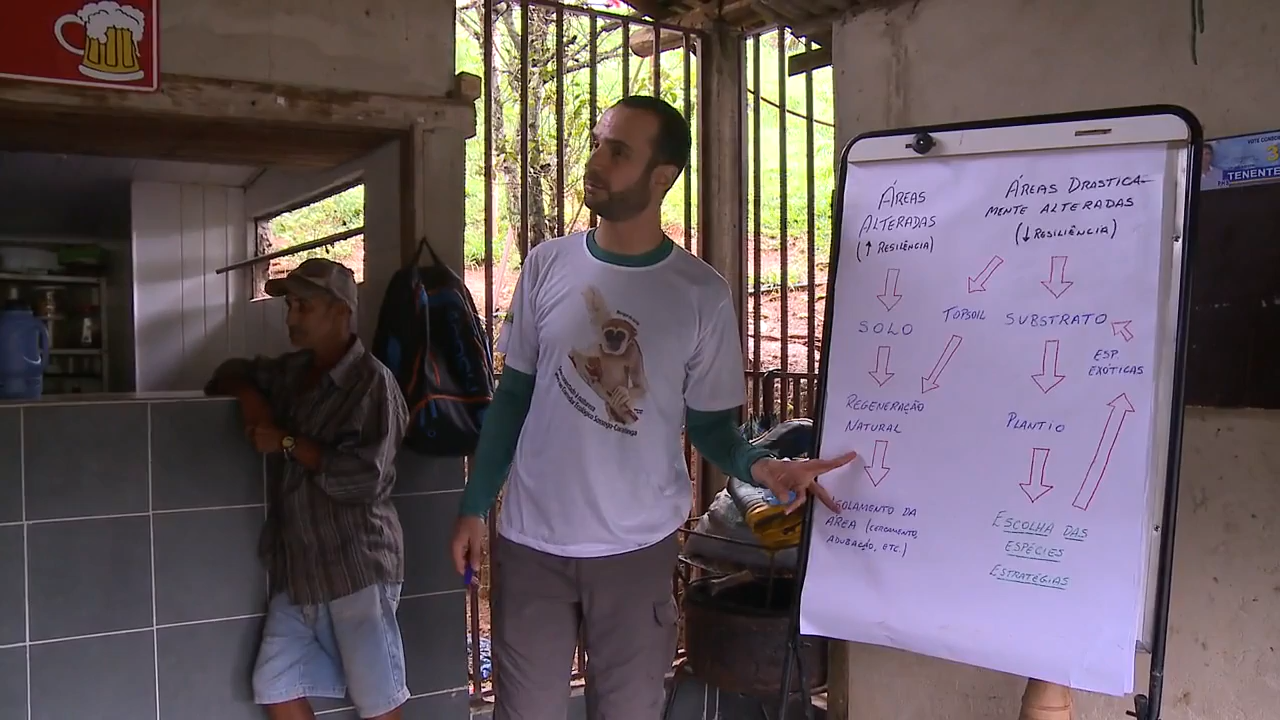 ÁREAS
ALTERADAS
(↑ RESILIÊNCIA)
ÁREAS DRASTICA-
MENTE ALTERADAS
(↓ RESILIÊNCIA)
SOLO
TOPSOIL
SUBSTRATO
ESP.
EXÓTICAS
REGENERAÇÃO
NATURAL
PLANTIO
ISOLAMENTO DA
ÁREA (CERCAMENTO,
ADUBAÇÃO, ETC.)
ESCOLHA DAS
ESPÉCIES
ESTRATÉGIAS
TENENTE